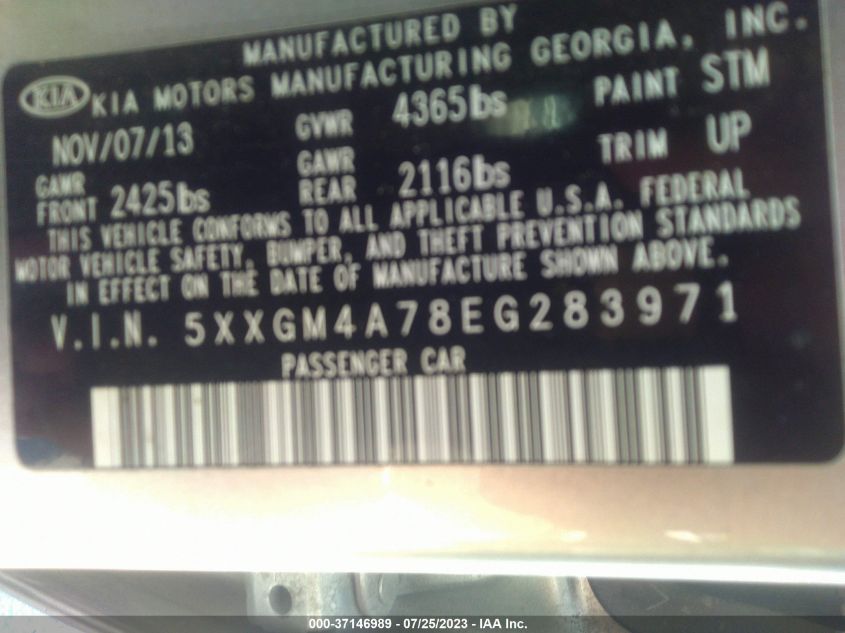 MANUFACTURED BY
KIA KIA MOTORS MANUFACTURING GEORGIA, INC.
NOV/07/13 GVWR 4365lbs PAINT STM
GAWR FRONT 2425lbs GAWR REAR 2116lbs TRIM UP
THIS VEHICLE CONFORMS TO ALL APPLICABLE U.S.A. FEDERAL
MOTOR VEHICLE SAFETY, BUMPER, AND THEFT PREVENTION STANDARDS
IN EFFECT ON THE DATE OF MANUFACTURE SHOWN ABOVE.
V.I.N. 5XXGM4A78EG283971
PASSENGER CAR
000-37146989 - 07/25/2023 - IAA Inc.